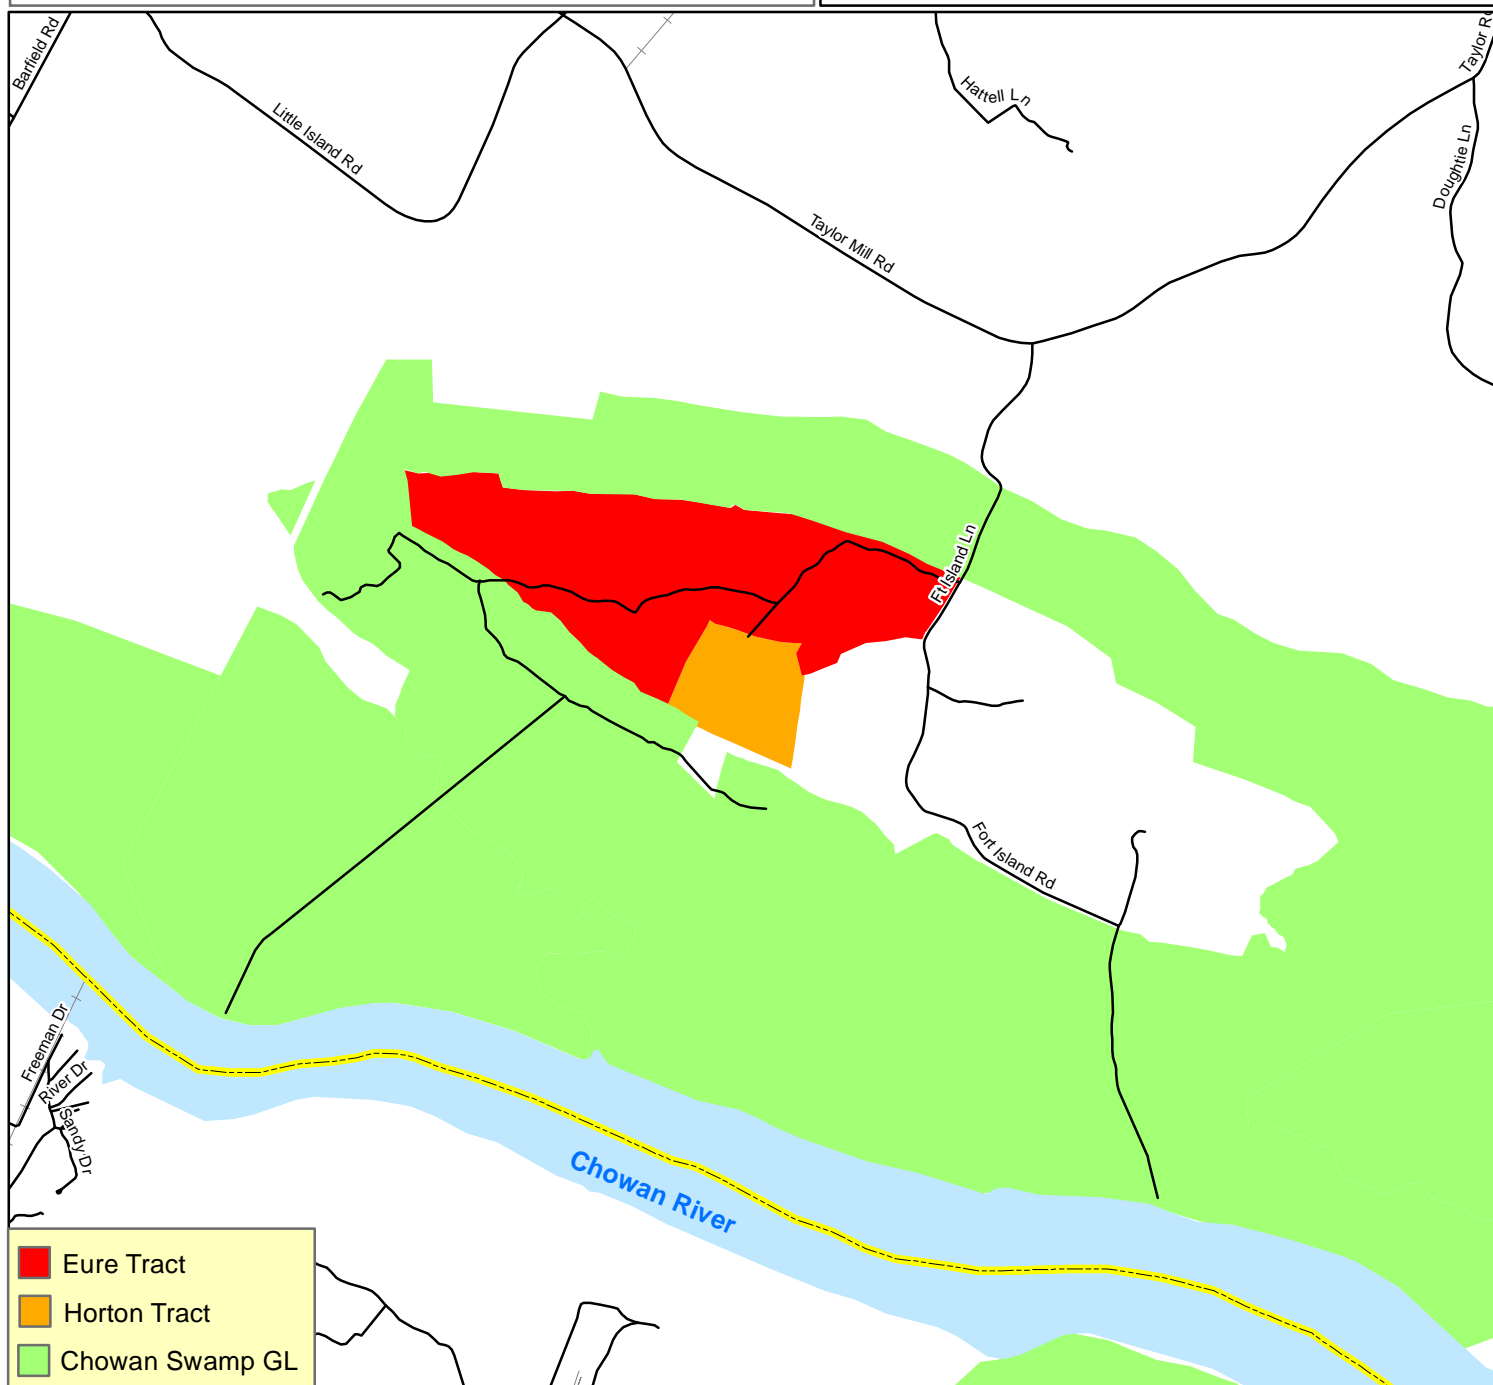 Barfield Rd
Little Island Rd
Hattell Ln
Taylor Rd
Doughtie Ln
Taylor Mill Rd
Ft Island Ln
Fort Island Rd
Freeman Dr
River Dr
Sandy Dr
Chowan River
Eure Tract
Horton Tract
Chowan Swamp GL